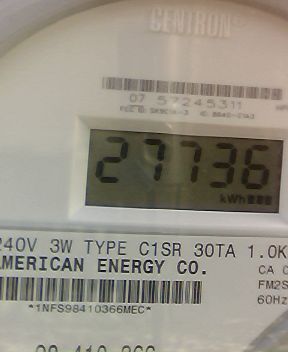 CENTRON
07 57245311
27736
kWh
240V 3W TYPE C1SR 30TA 1.0K
AMERICAN ENERGY CO.
CA
FM2S
60Hz
*1NFS98410366MEC*